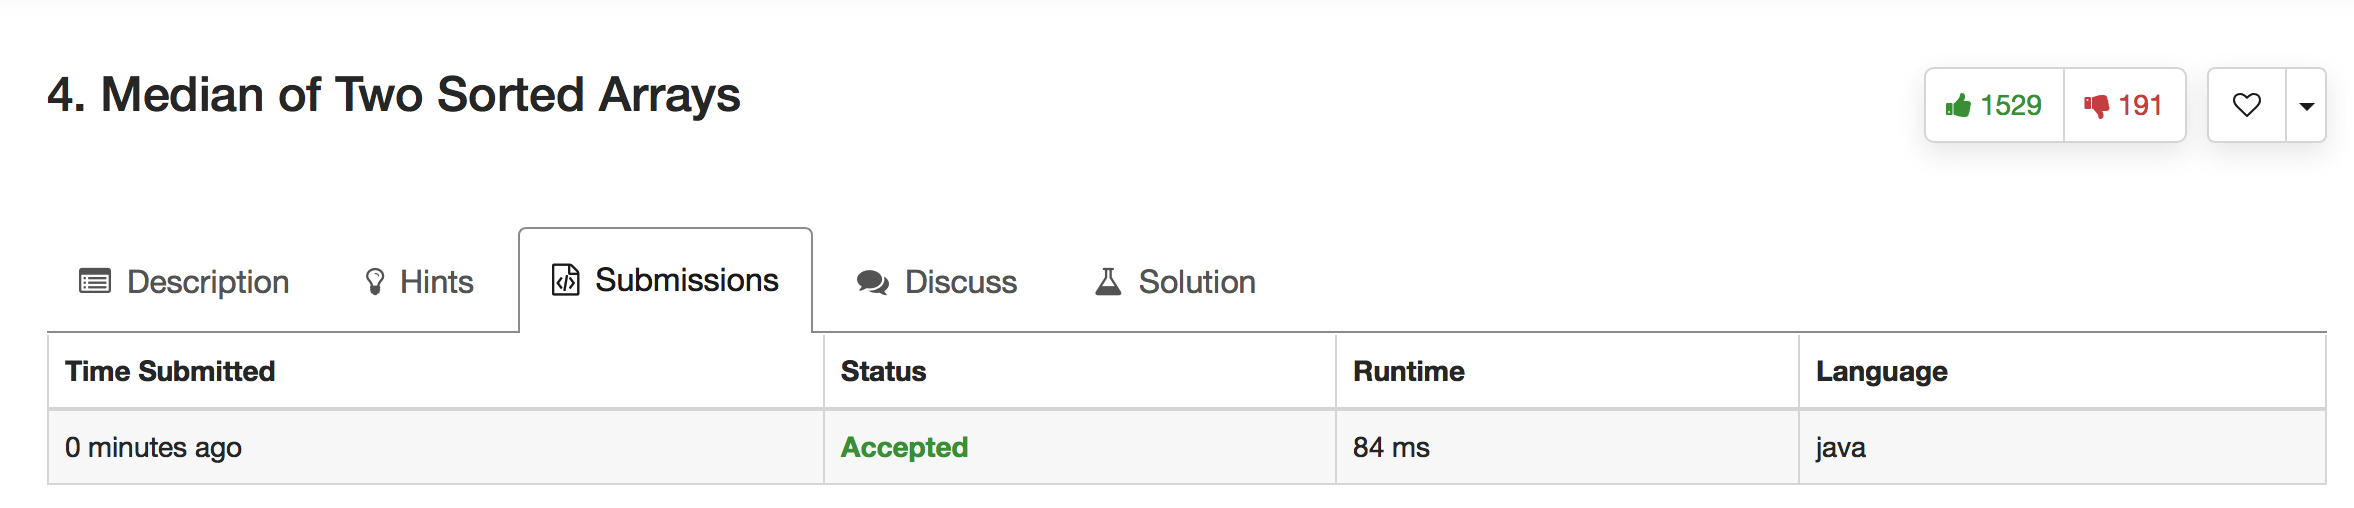 4. Median of Two Sorted Arrays
1529 191
Description Hints Submissions Discuss Solution
Time Submitted Status Runtime Language
0 minutes ago Accepted 84 ms java